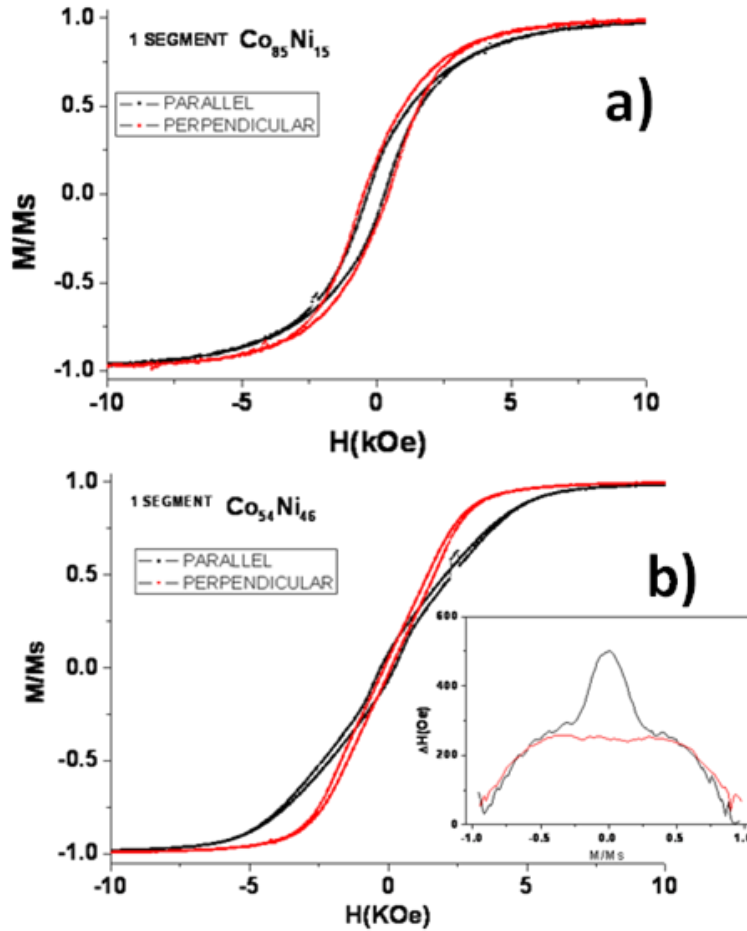 1 SEGMENT Co85Ni15
a)
PARALLEL
PERPENDICULAR
1.0
0.5
0.0
-0.5
-1.0
M/Ms
-10 -5 0 5 10
H(kOe)
1 SEGMENT Co54Ni46
b)
PARALLEL
PERPENDICULAR
1.0
0.5
0.0
-0.5
-1.0
M/Ms
600
400
200
0
ΔH(Oe)
-1.0 -0.5 0.0 0.5 1.0
M/Ms
-10 -5 0 5 10
H(KOe)